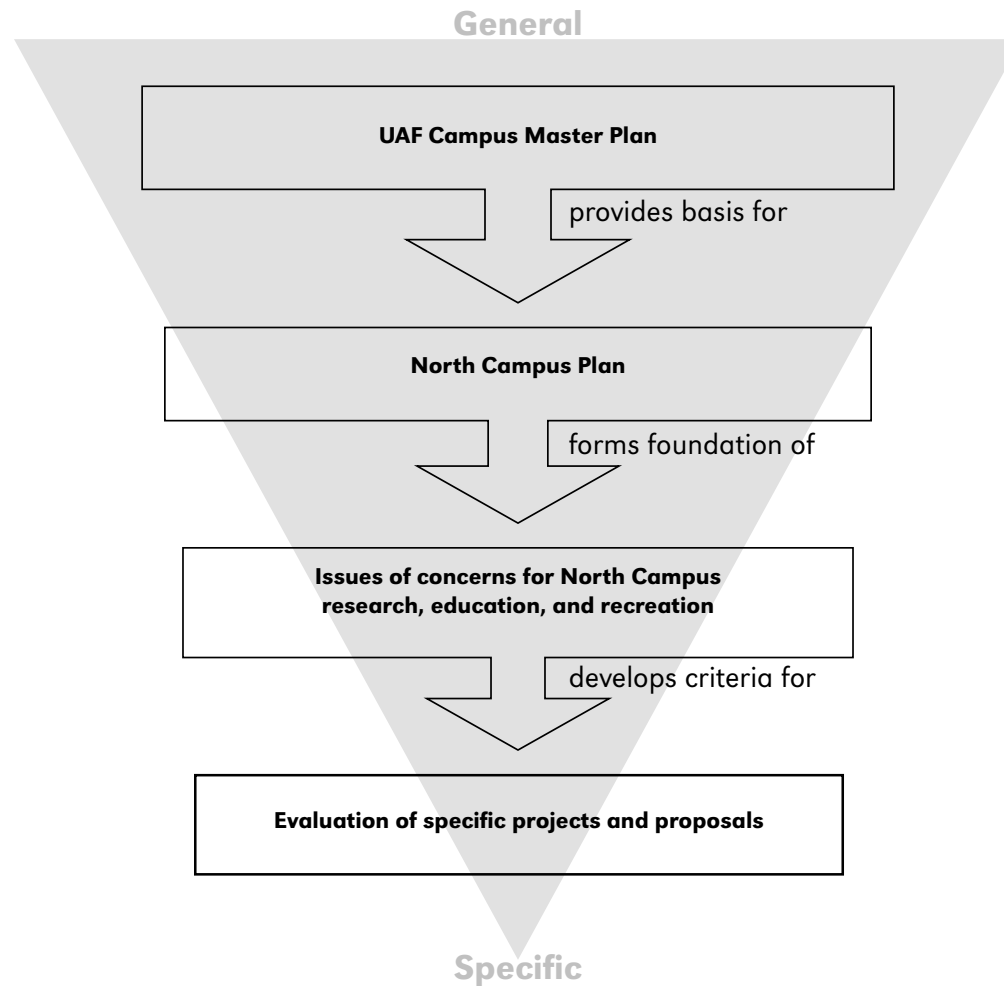 General
UAF Campus Master Plan
provides basis for
North Campus Plan
forms foundation of
Issues of concerns for North Campus
research, education, and recreation
develops criteria for
Evaluation of specific projects and proposals
Specific